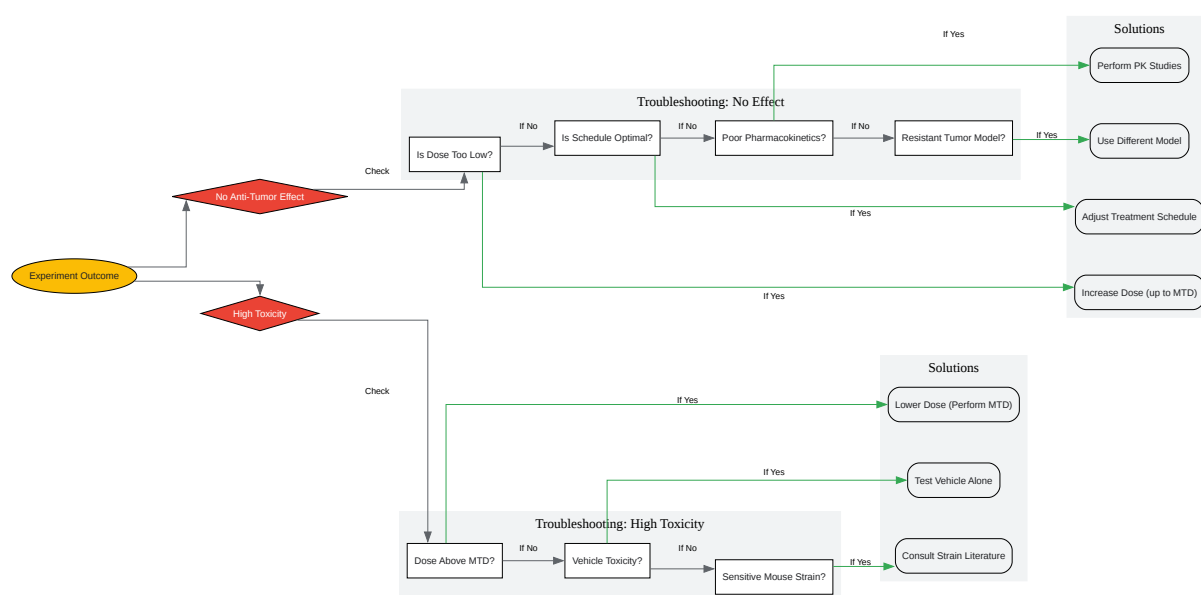 Solutions
If Yes
Perform PK Studies
Troubleshooting: No Effect
If No
If No
If No
Is Dose Too Low?
Is Schedule Optimal?
Poor Pharmacokinetics?
Resistant Tumor Model?
If Yes
Use Different Model
Check
No Anti-Tumor Effect
If Yes
Adjust Treatment Schedule
Experiment Outcome
If Yes
Increase Dose (up to MTD)
High Toxicity
Solutions
Check
If Yes
Lower Dose (Perform MTD)
If Yes
Test Vehicle Alone
Troubleshooting: High Toxicity
If No
If No
Dose Above MTD?
Vehicle Toxicity?
Sensitive Mouse Strain?
If Yes
Consult Strain Literature